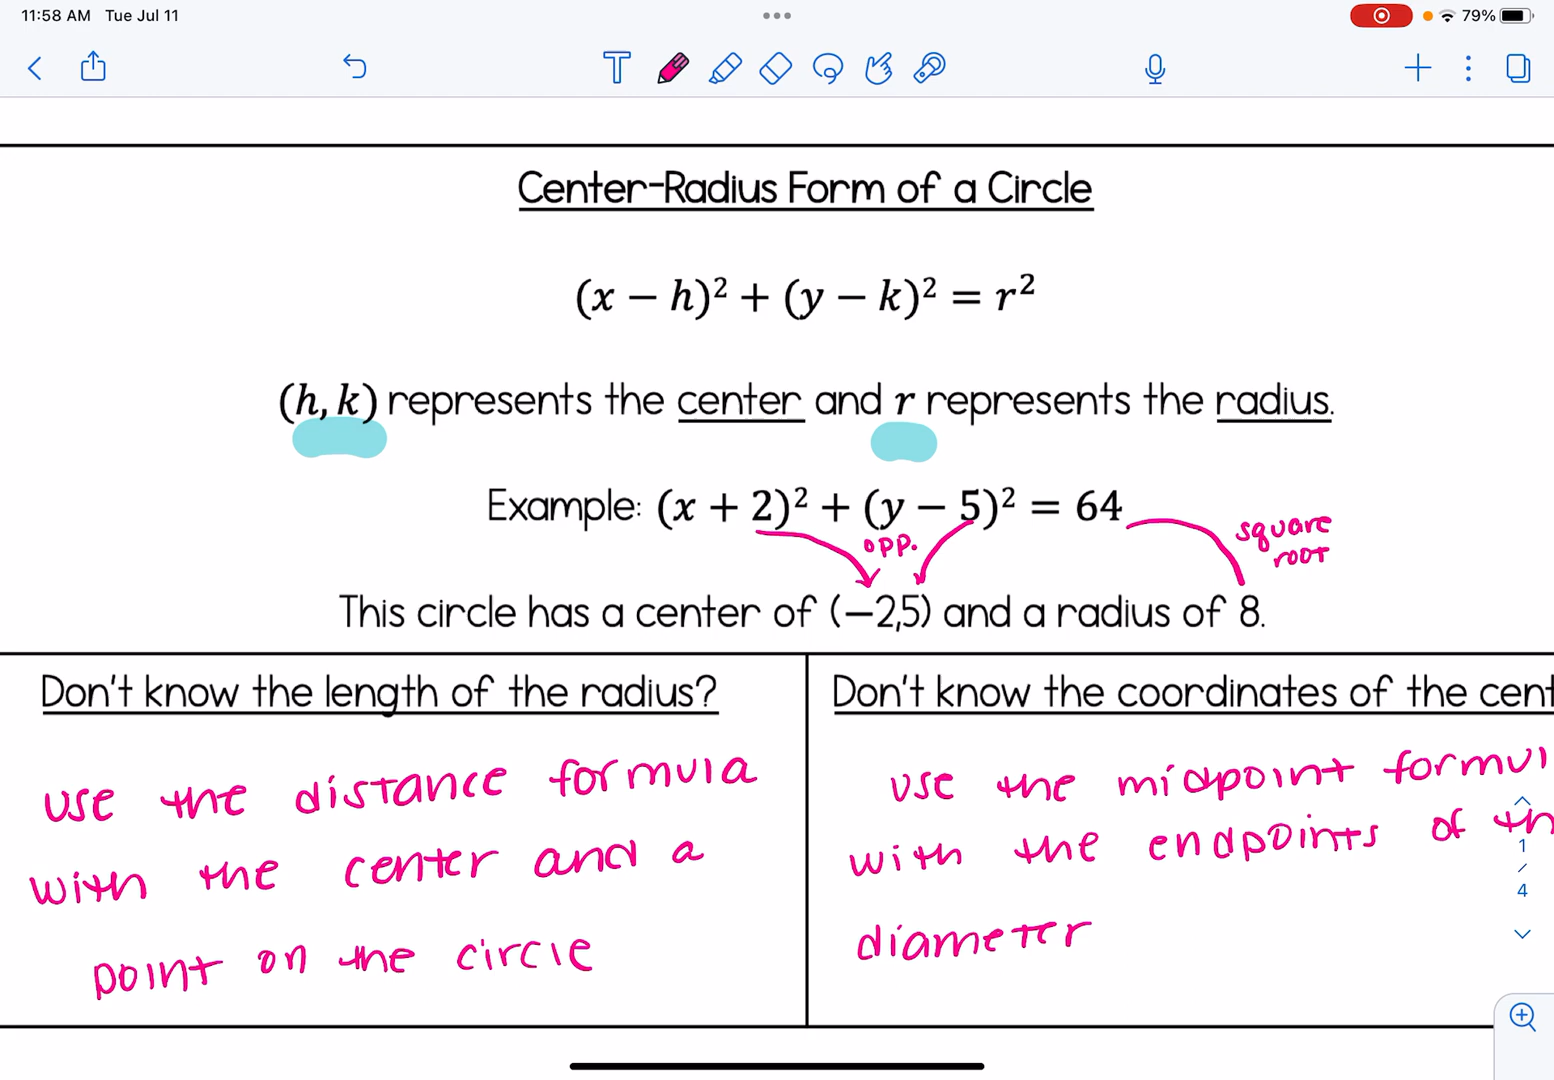 11:58 AM Tue Jul 11
79%
T
Center-Radius Form of a Circle
(x − h)² + (y − k)² = r²
(h, k) represents the center and r represents the radius.
Example: (x + 2)² + (y − 5)² = 64
opp.
square
root
This circle has a center of (−2,5) and a radius of 8.
Don't know the length of the radius?
use the distance formula
with the center and a
point on the circle
Don't know the coordinates of the cent
use the midpoint formul
with the endpoints of th
diameter
1
/
4